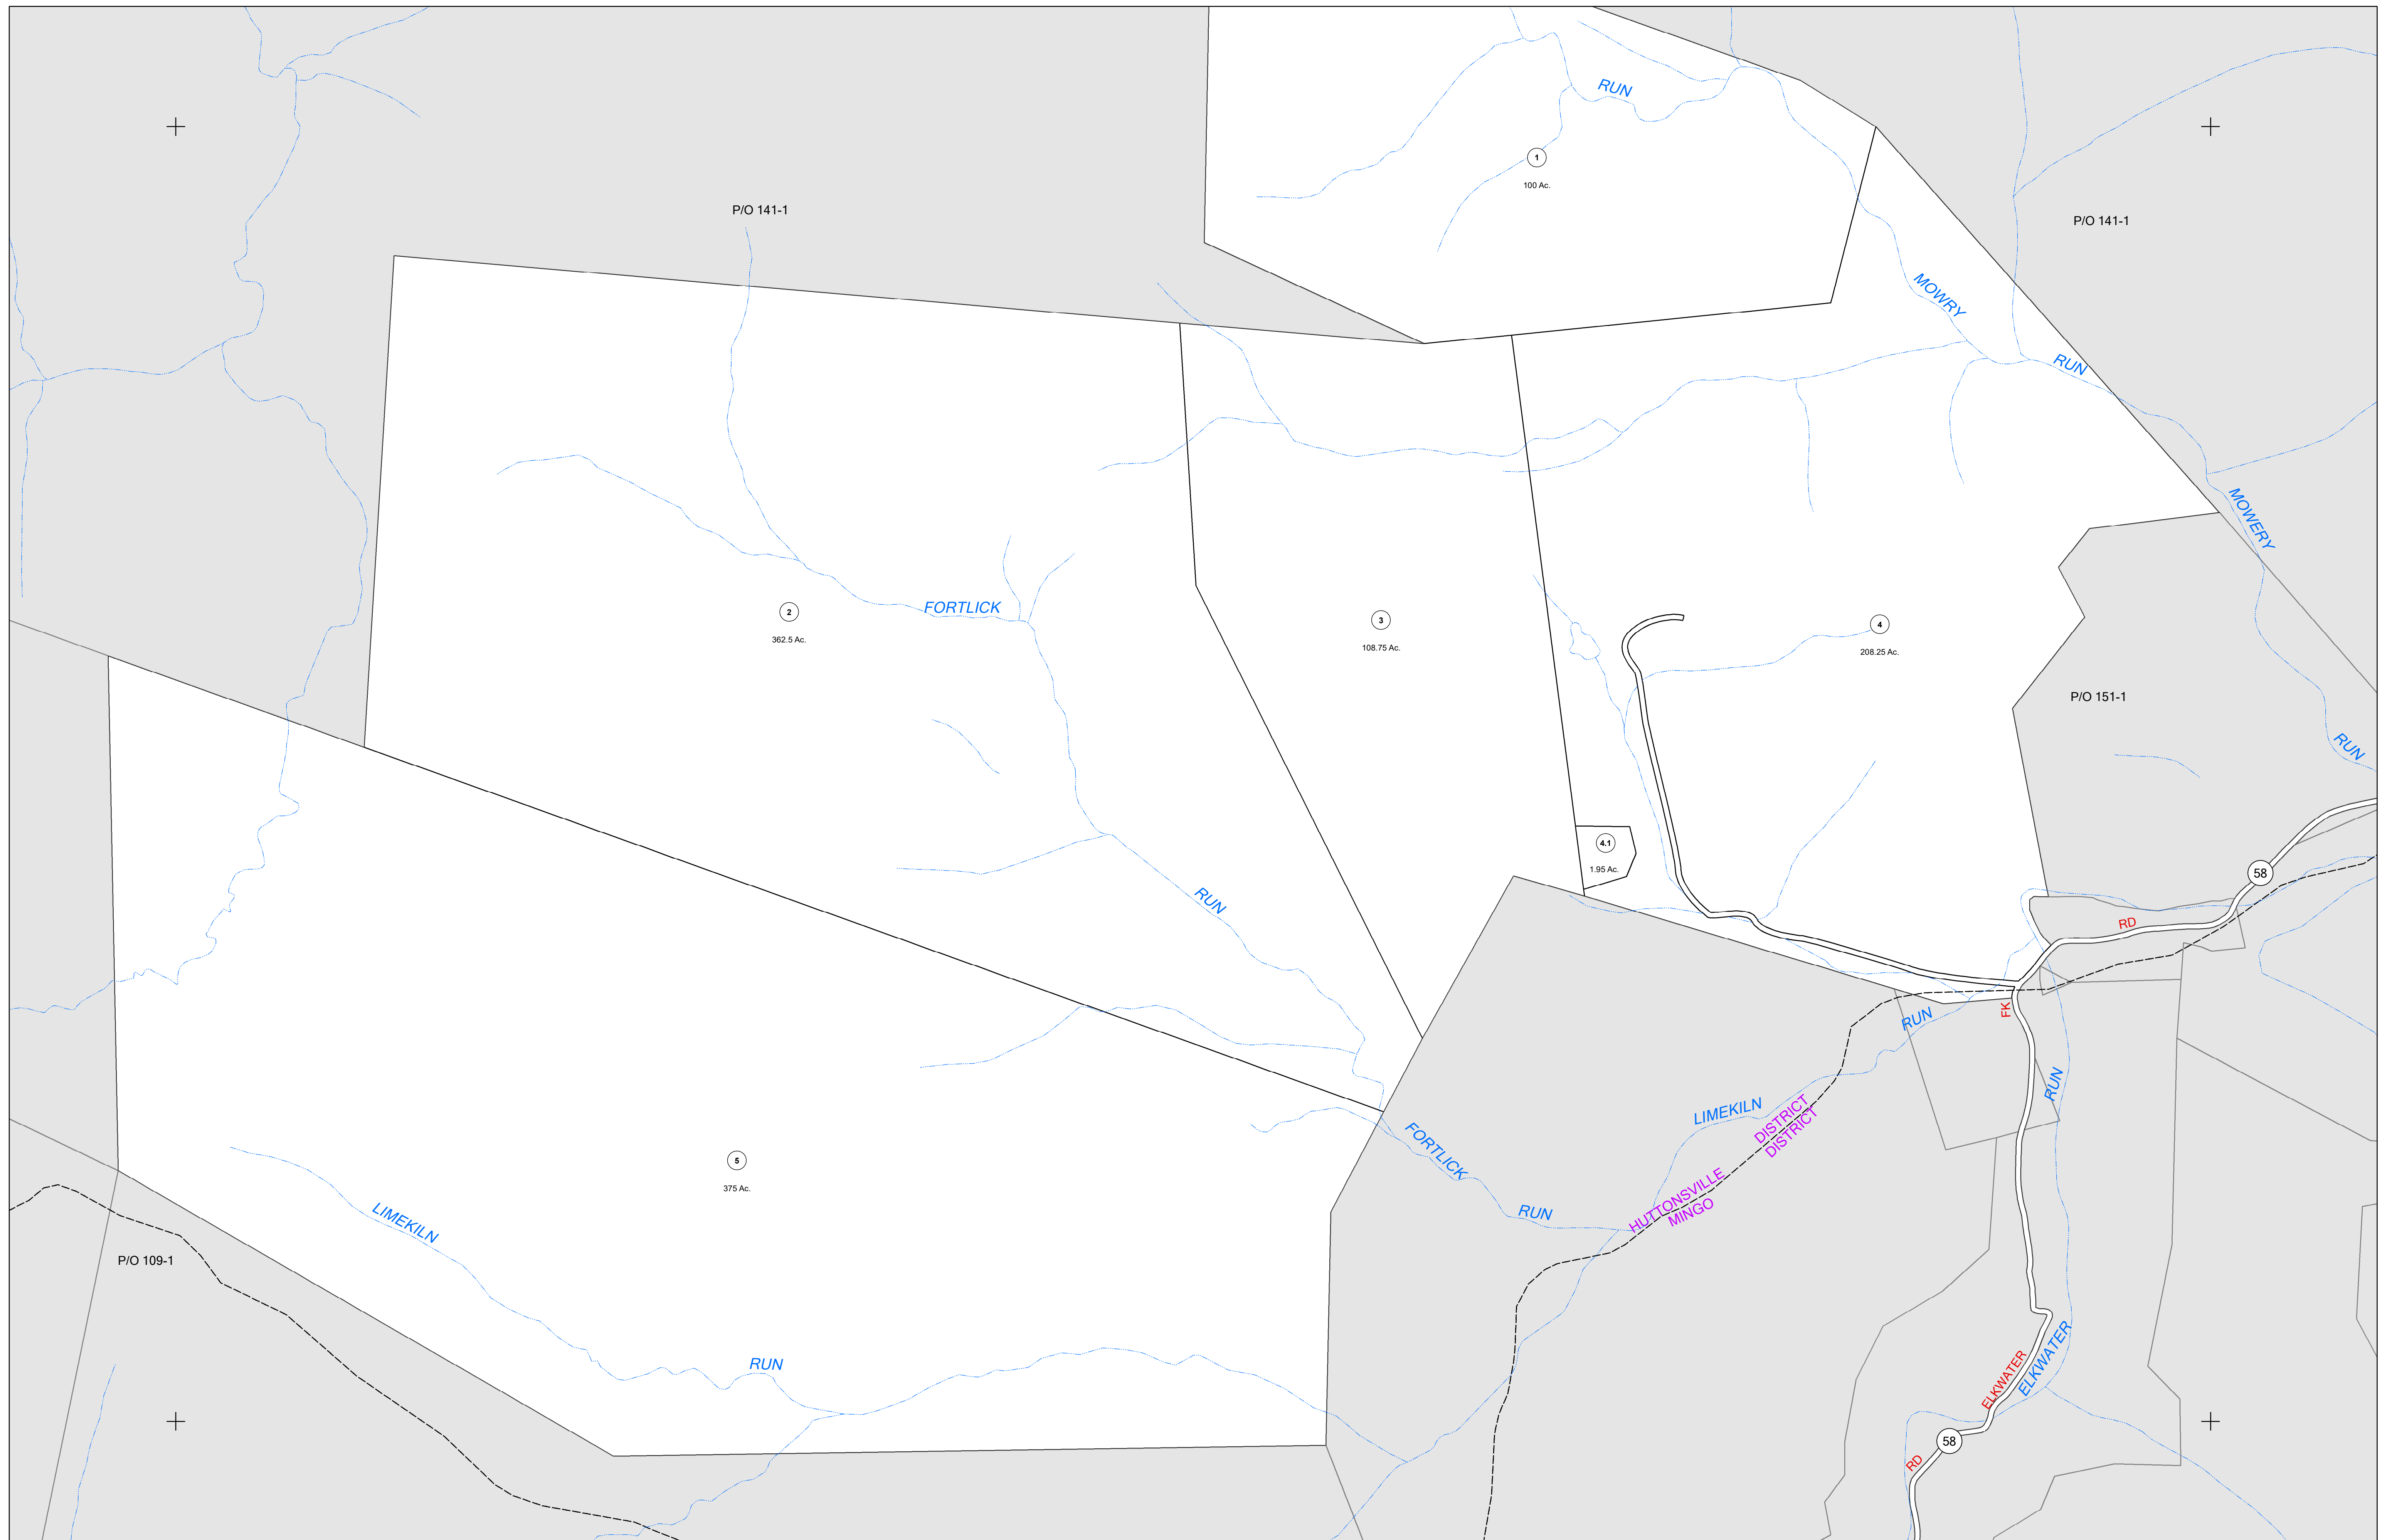 RUN
1
100 Ac.
P/O 141-1
P/O 141-1
MOWRY
RUN
MOWERY
RUN
FORTLICK
2
362.5 Ac.
3
108.75 Ac.
4
208.25 Ac.
P/O 151-1
4.1
1.95 Ac.
58
RUN
RD
FK
RUN
RUN
LIMEKILN
DISTRICT
DISTRICT
HUTTONSVILLE
MINGO
FORTLICK
RUN
5
375 Ac.
LIMEKILN
P/O 109-1
RUN
ELKWATER
ELKWATER
58
RD